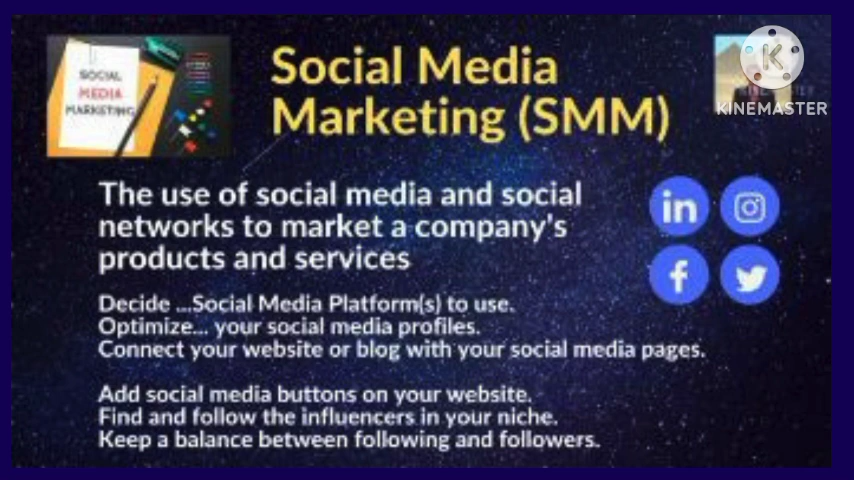 SOCIAL
MEDIA
MARKETING
Social Media
Marketing (SMM)
KINEMASTER
The use of social media and social
networks to market a company's
products and services
in
f
Decide ...Social Media Platform(s) to use.
Optimize... your social media profiles.
Connect your website or blog with your social media pages.
Add social media buttons on your website.
Find and follow the influencers in your niche.
Keep a balance between following and followers.